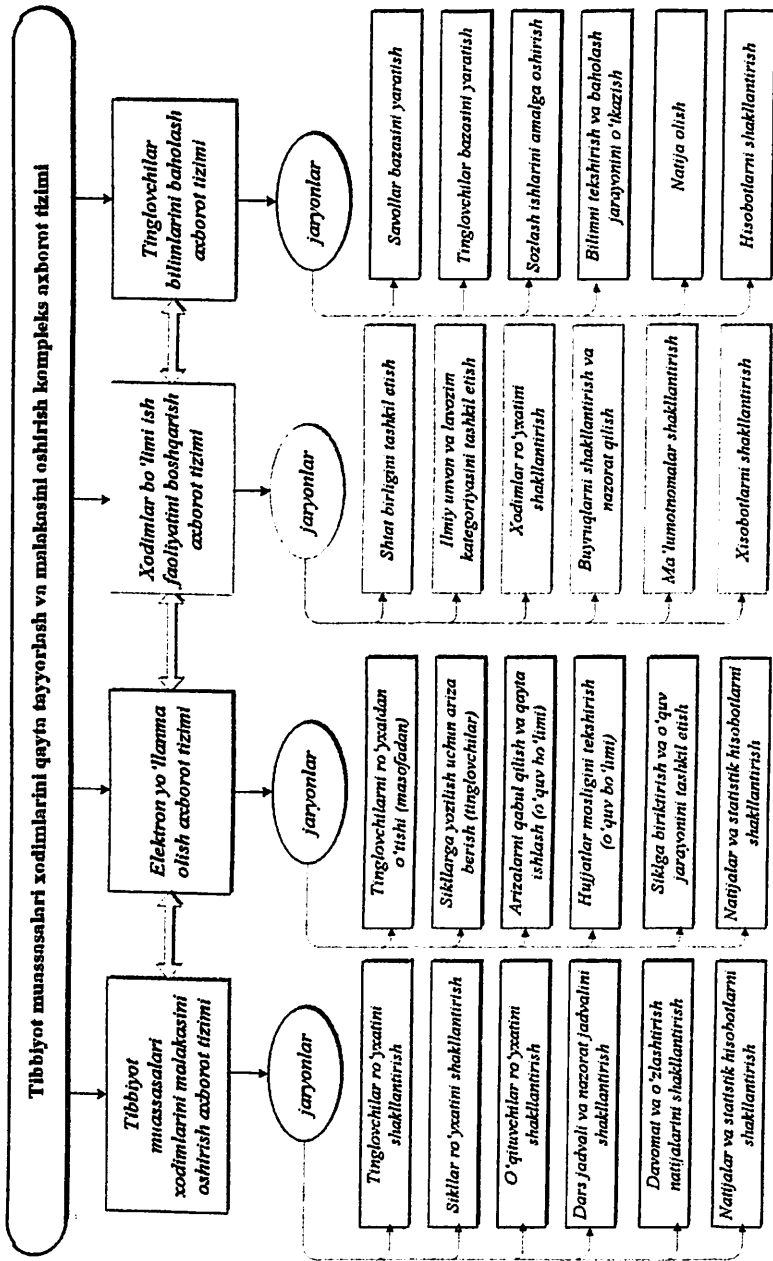 Tibbiyot muassasalari xodimlarini qayta tayyorlash va malakasini oshirish kompleks axborot tizimi
Tibbiyot
muassasalari
xodimlarini malakasini
oshirish axborot tizimi
jaryonlar
Tinglovchilar ro'yxatini
shakllantirish
Sikllar ro'yxatini shakllantirish
O'qituvchilar ro'yxatini
shakllantirish
Dars jadvali va nazorat jadvalini
shakllantirish
Davomat va o'zlashtirish
natijalarini shakllantirish
Natijalar va statistik hisobotlarni
shakllantirish
Elektron yo'llanma
olish axborot tizimi
jaryonlar
Tinglovchilarni ro'yxatdan
o'tishi (masofadan)
Sikllarga yozilish uchun ariza
berish (tinglovchilar)
Arizalarni qabul qilish va qayta
ishlash (o'quv bo'limi)
Hujjatlar mosligini tekshirish
(o'quv bo'limi)
Siklga biriktirish va o'quv
jarayonini tashkil etish
Natijalar va statistik hisobotlarni
shakllantirish
Xodimlar bo'limi ish
faoliyatini boshqarish
axborot tizimi
jaryonlar
Shtat birligini tashkil etish
Ilmiy unvon va lavozim
kategoriyasini tashkil etish
Xodimlar ro'yxatini
shakllantirish
Buyruqlarni shakllantirish va
nazorat qilish
Ma'lumotnomalar shakllantirish
Xisobotlarni shakllantirish
Tinglovchilar
bilimlarini baholash
axborot tizimi
jaryonlar
Savollar bazasini yaratish
Tinglovchilar bazasini yaratish
Sozlash ishlarini amalga oshirish
Bilimni tekshirish va baholash
jarayonini o'tkazish
Natija olish
Hisobotlarni shakllantirish